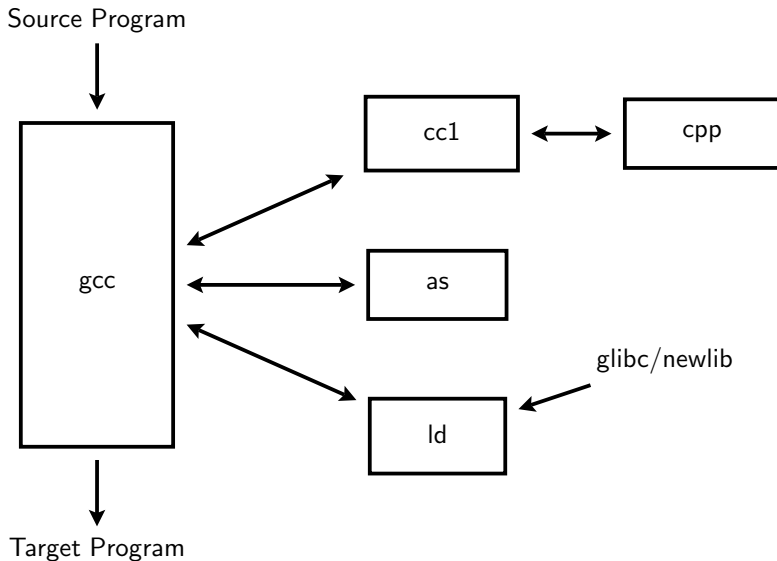 Source Program
cc1
cpp
gcc
as
glibc/newlib
ld
Target Program